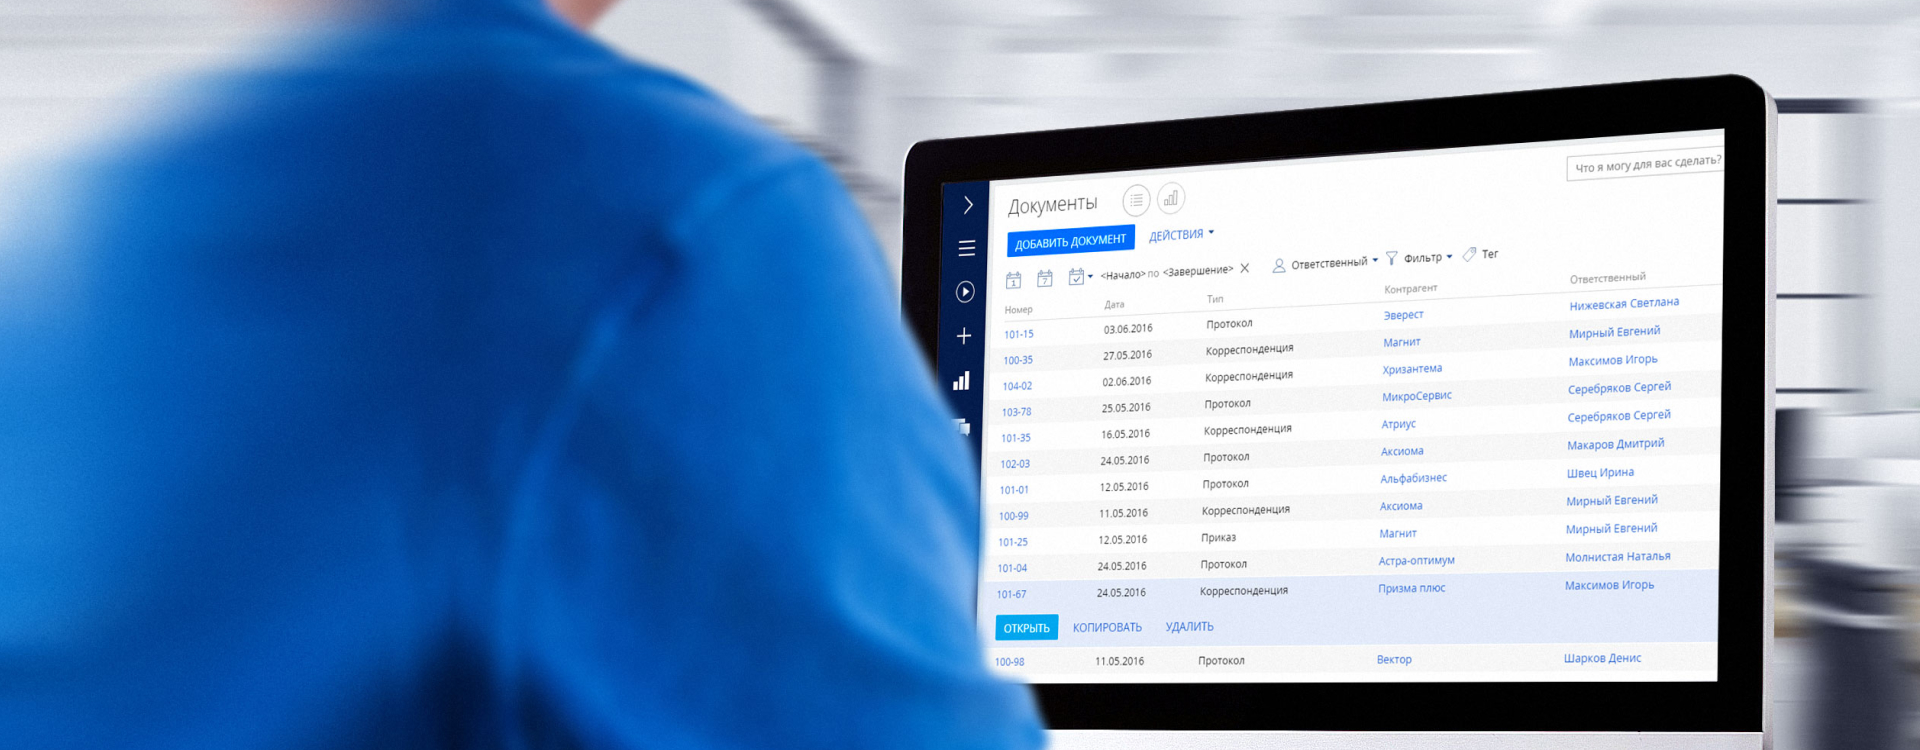 Что я могу для вас сделать?
Документы
ДОБАВИТЬ ДОКУМЕНТ ДЕЙСТВИЯ
1 7 <Начало> по <Завершение> Ответственный Фильтр Тег
Номер Дата Тип Контрагент Ответственный
101-15 03.06.2016 Протокол Эверест Нижевская Светлана
100-35 27.05.2016 Корреспонденция Магнит Мирный Евгений
104-02 02.06.2016 Корреспонденция Хризантема Максимов Игорь
103-78 25.05.2016 Протокол МикроСервис Серебряков Сергей
101-35 16.05.2016 Корреспонденция Атриус Серебряков Сергей
102-03 24.05.2016 Протокол Аксиома Макаров Дмитрий
101-01 12.05.2016 Протокол Альфабизнес Швец Ирина
100-99 11.05.2016 Корреспонденция Аксиома Мирный Евгений
101-25 12.05.2016 Приказ Магнит Мирный Евгений
101-04 24.05.2016 Протокол Астра-оптимум Молнистая Наталья
101-67 24.05.2016 Корреспонденция Призма плюс Максимов Игорь
ОТКРЫТЬ КОПИРОВАТЬ УДАЛИТЬ
100-98 11.05.2016 Протокол Вектор Шарков Денис